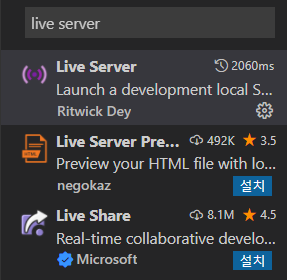 live server
Live Server 2060ms
Launch a development local S...
Ritwick Dey
Live Server Pre... 492K 3.5
Preview your HTML file with lo...
negokaz 설치
Live Share 8.1M 4.5
Real-time collaborative develo...
Microsoft 설치